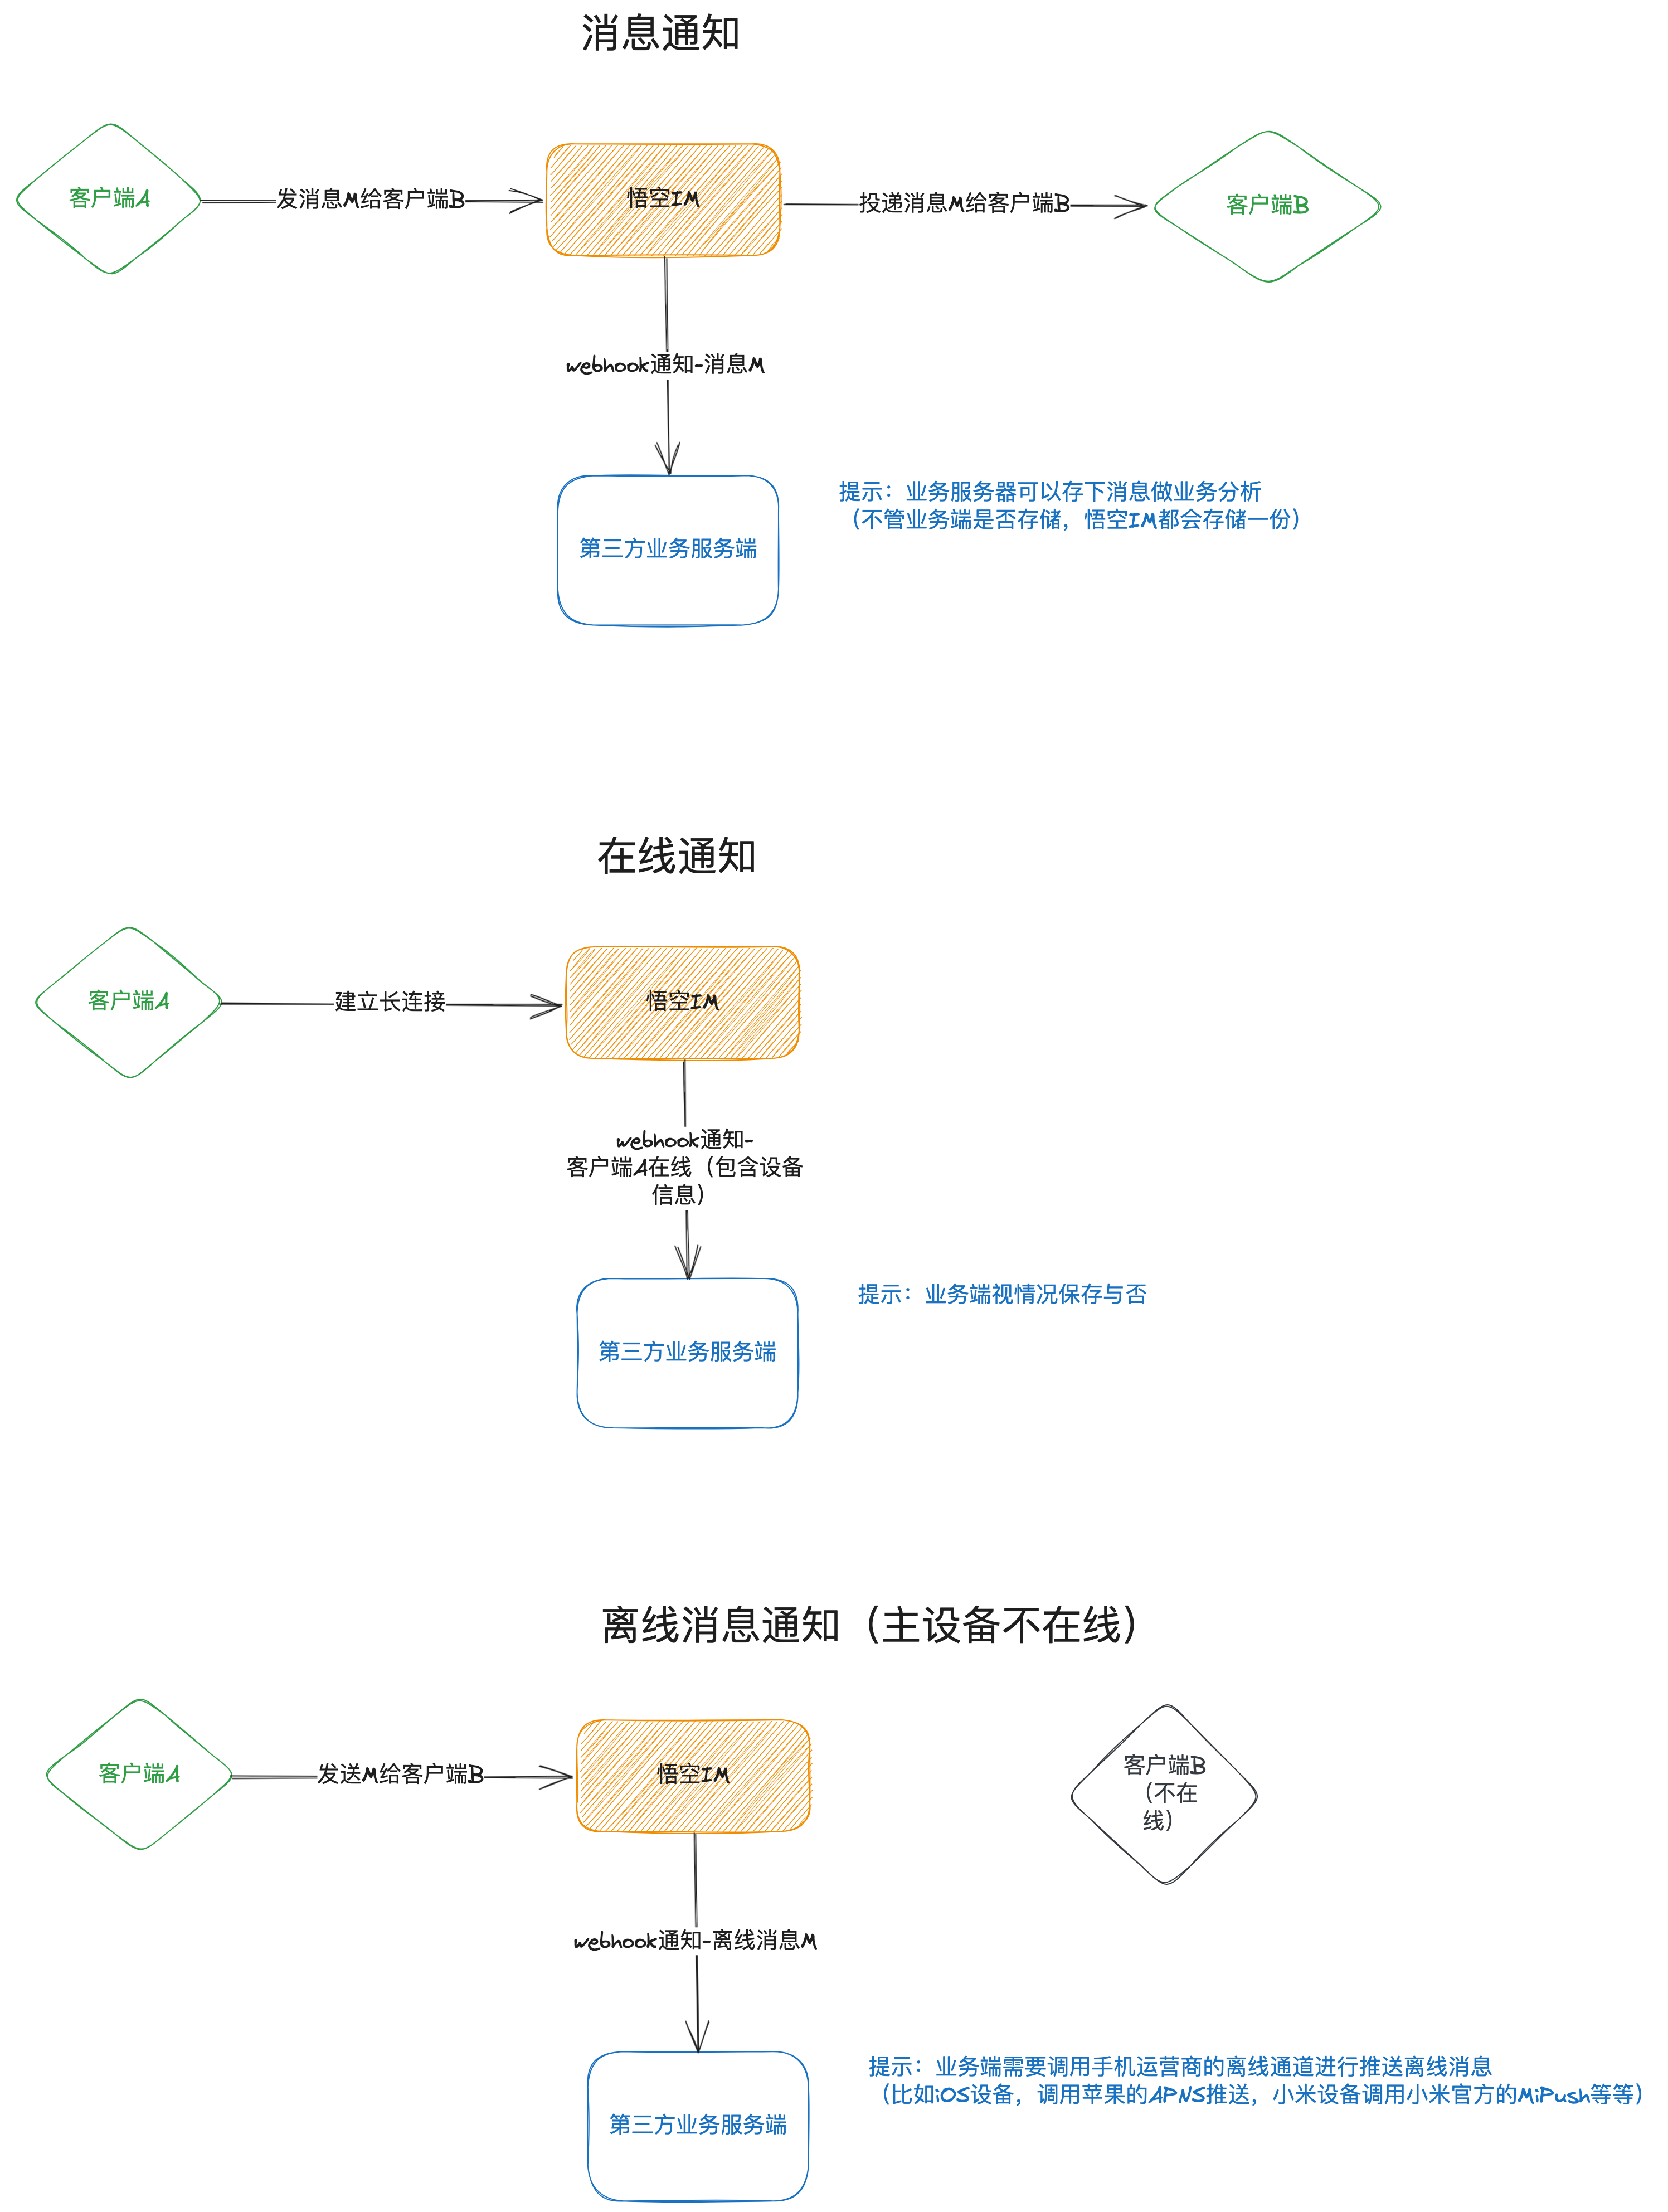 消息通知
客户端A
发消息M给客户端B
悟空IM
投递消息M给客户端B
客户端B
webhook通知-消息M
第三方业务服务端
提示：业务服务器可以存下消息做业务分析
（不管业务端是否存储，悟空IM都会存储一份）
在线通知
客户端A
建立长连接
悟空IM
webhook通知-
客户端A在线（包含设备
信息）
第三方业务服务端
提示：业务端视情况保存与否
离线消息通知（主设备不在线）
客户端A
发送M给客户端B
悟空IM
客户端B
（不在
线）
webhook通知-离线消息M
第三方业务服务端
提示：业务端需要调用手机运营商的离线通道进行推送离线消息
（比如iOS设备，调用苹果的APNS推送，小米设备调用小米官方的MiPush等等）